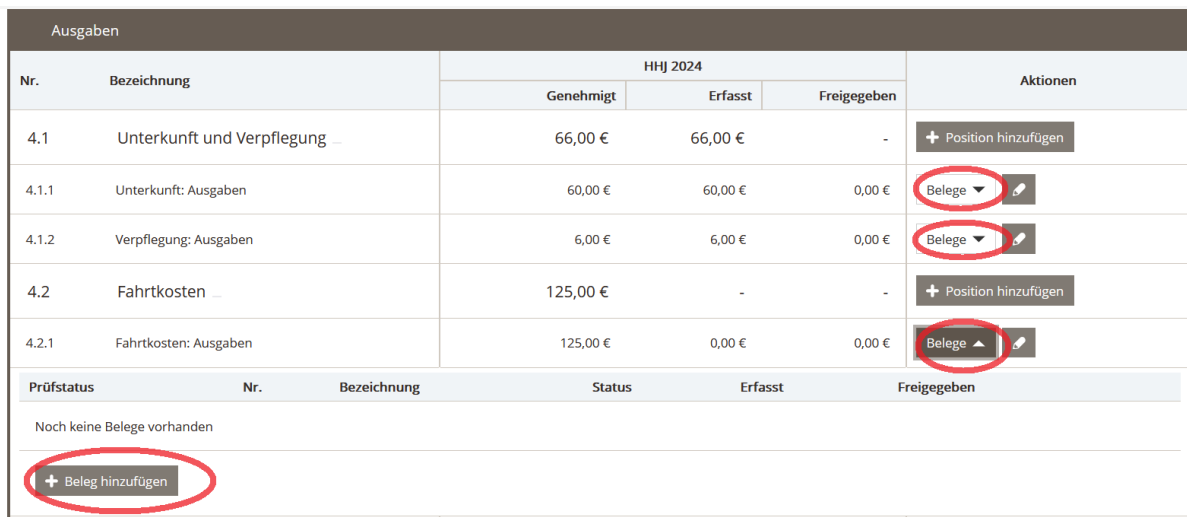 Ausgaben
Nr. Bezeichnung HHJ 2024 Aktionen
Genehmigt Erfasst Freigegeben
4.1 Unterkunft und Verpflegung 66,00 € 66,00 € - + Position hinzufügen
4.1.1 Unterkunft: Ausgaben 60,00 € 60,00 € 0,00 € Belege
4.1.2 Verpflegung: Ausgaben 6,00 € 6,00 € 0,00 € Belege
4.2 Fahrtkosten 125,00 € - - + Position hinzufügen
4.2.1 Fahrtkosten: Ausgaben 125,00 € 0,00 € 0,00 € Belege
Prüfstatus Nr. Bezeichnung Status Erfasst Freigegeben
Noch keine Belege vorhanden
+ Beleg hinzufügen